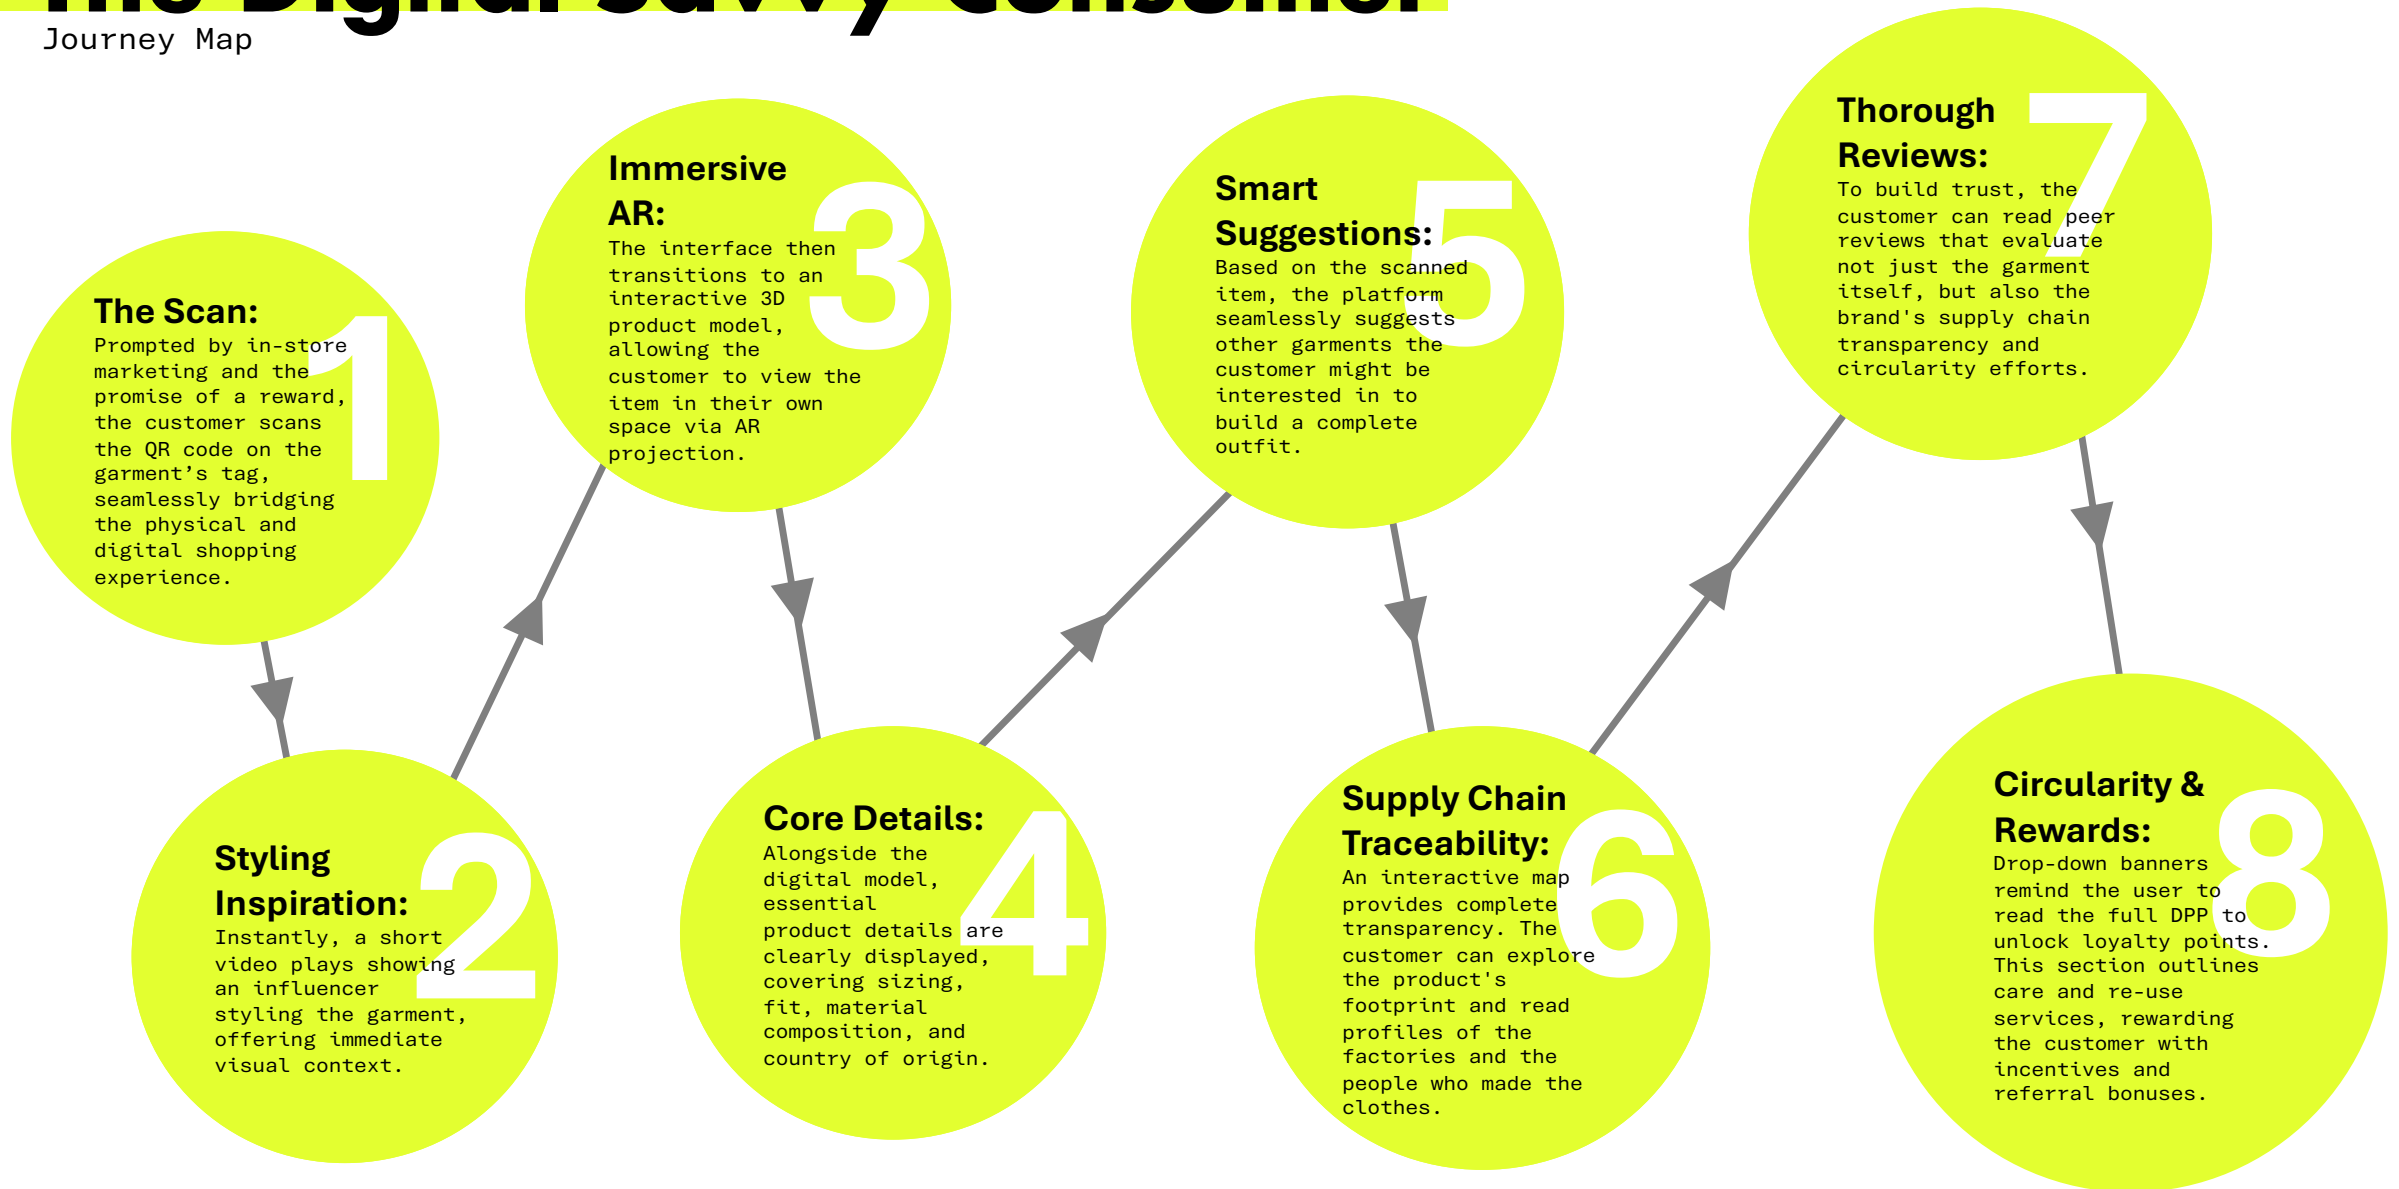 The Digital Savvy Consumer
Journey Map
1
The Scan:
Prompted by in-store
marketing and the
promise of a reward,
the customer scans
the QR code on the
garment’s tag,
seamlessly bridging
the physical and
digital shopping
experience.
2
Styling
Inspiration:
Instantly, a short
video plays showing
an influencer
styling the garment,
offering immediate
visual context.
3
Immersive
AR:
The interface then
transitions to an
interactive 3D
product model,
allowing the
customer to view the
item in their own
space via AR
projection.
4
Core Details:
Alongside the
digital model,
essential
product details are
clearly displayed,
covering sizing,
fit, material
composition, and
country of origin.
5
Smart
Suggestions:
Based on the scanned
item, the platform
seamlessly suggests
other garments the
customer might be
interested in to
build a complete
outfit.
6
Supply Chain
Traceability:
An interactive map
provides complete
transparency. The
customer can explore
the product's
footprint and read
profiles of the
factories and the
people who made the
clothes.
7
Thorough
Reviews:
To build trust, the
customer can read peer
reviews that evaluate
not just the garment
itself, but also the
brand's supply chain
transparency and
circularity efforts.
8
Circularity &
Rewards:
Drop-down banners
remind the user to
read the full DPP to
unlock loyalty points.
This section outlines
care and re-use
services, rewarding
the customer with
incentives and
referral bonuses.